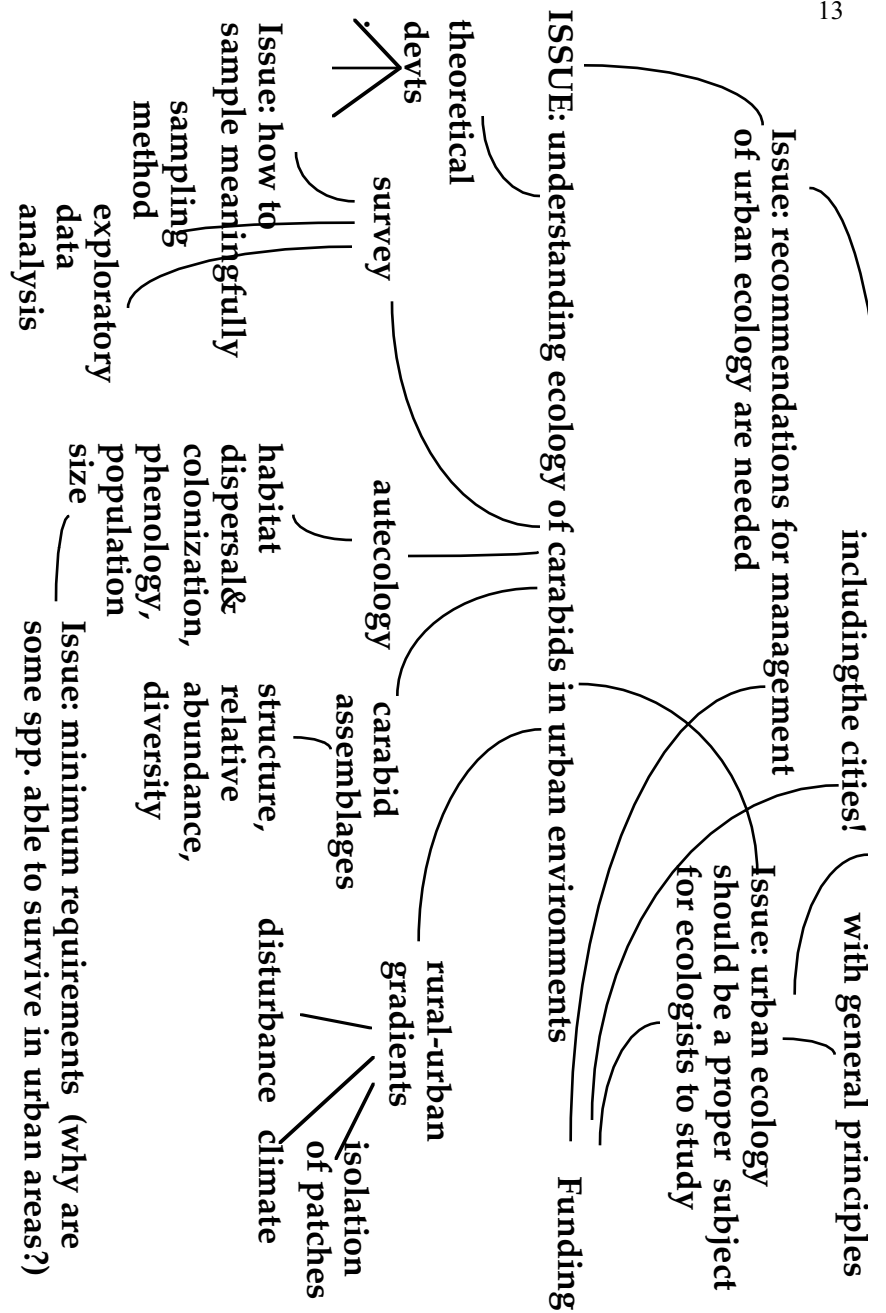 13
includingthe cities!
with general principles
Issue: recommendations for management
of urban ecology are needed
Issue: urban ecology
should be a proper subject
for ecologists to study
ISSUE: understanding ecology of carabids in urban environments
Funding
theoretical
devts
.
survey
autecology
carabid
assemblages
rural-urban
gradients
Issue: how to
sample meaningfully
sampling
method
exploratory
data
analysis
habitat
dispersal&
colonization,
phenology,
population
size
structure,
relative
abundance,
diversity
disturbance
climate
isolation
of patches
Issue: minimum requirements (why are
some spp. able to survive in urban areas?)